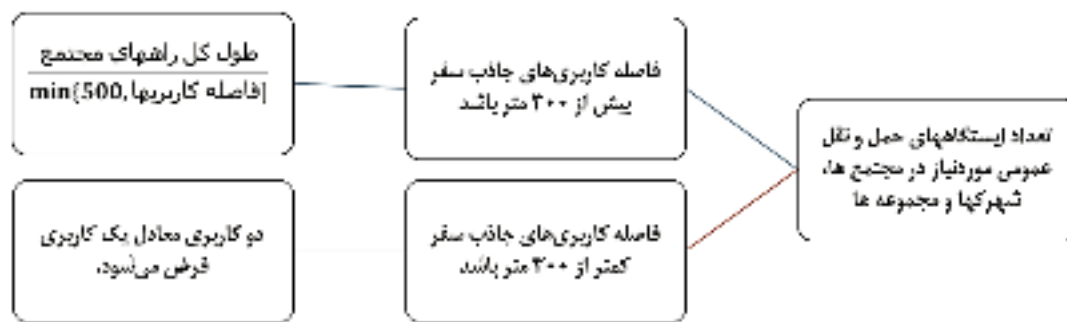 تعداد ایستگاههای حمل و نقل
عمومی موردنیاز در مجتمع ها،
شهرکها و مجموعه ها
فاصله کاربری‌های جاذب سفر
بیش از ۳۰۰ متر باشد
طول کل راههای مجتمع
min{500,فاصله کاربریها}
فاصله کاربری‌های جاذب سفر
کمتر از ۳۰۰ متر باشد
دو کاربری معادل یک کاربری
فرض می‌شود.